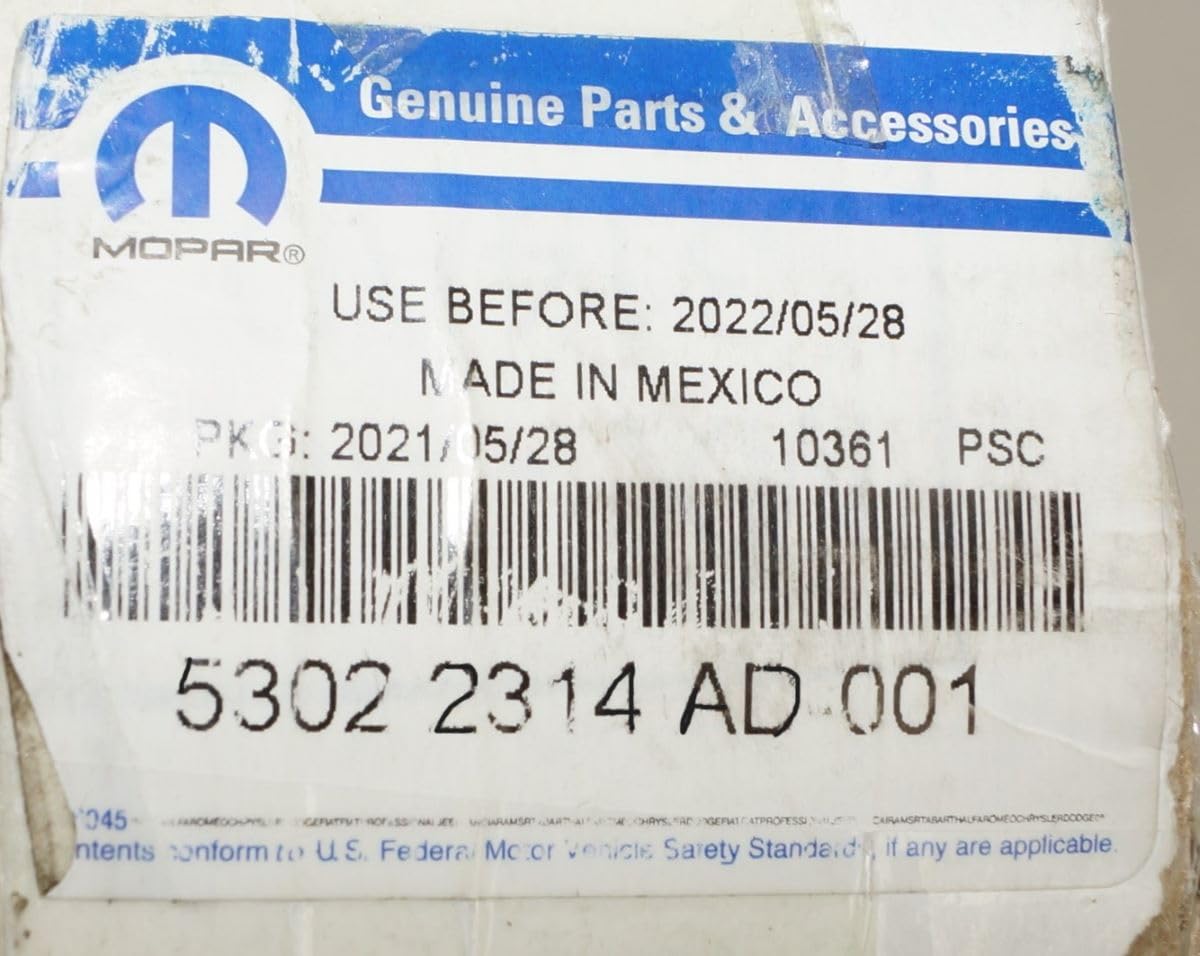 Genuine Parts & Accessories
MOPAR®
USE BEFORE: 2022/05/28
MADE IN MEXICO
PKG: 2021/05/28 10361 PSC
5302 2314 AD 001
045
conform to U.S. Federal Motor Vehicle Safety Standards, if any are applicable.